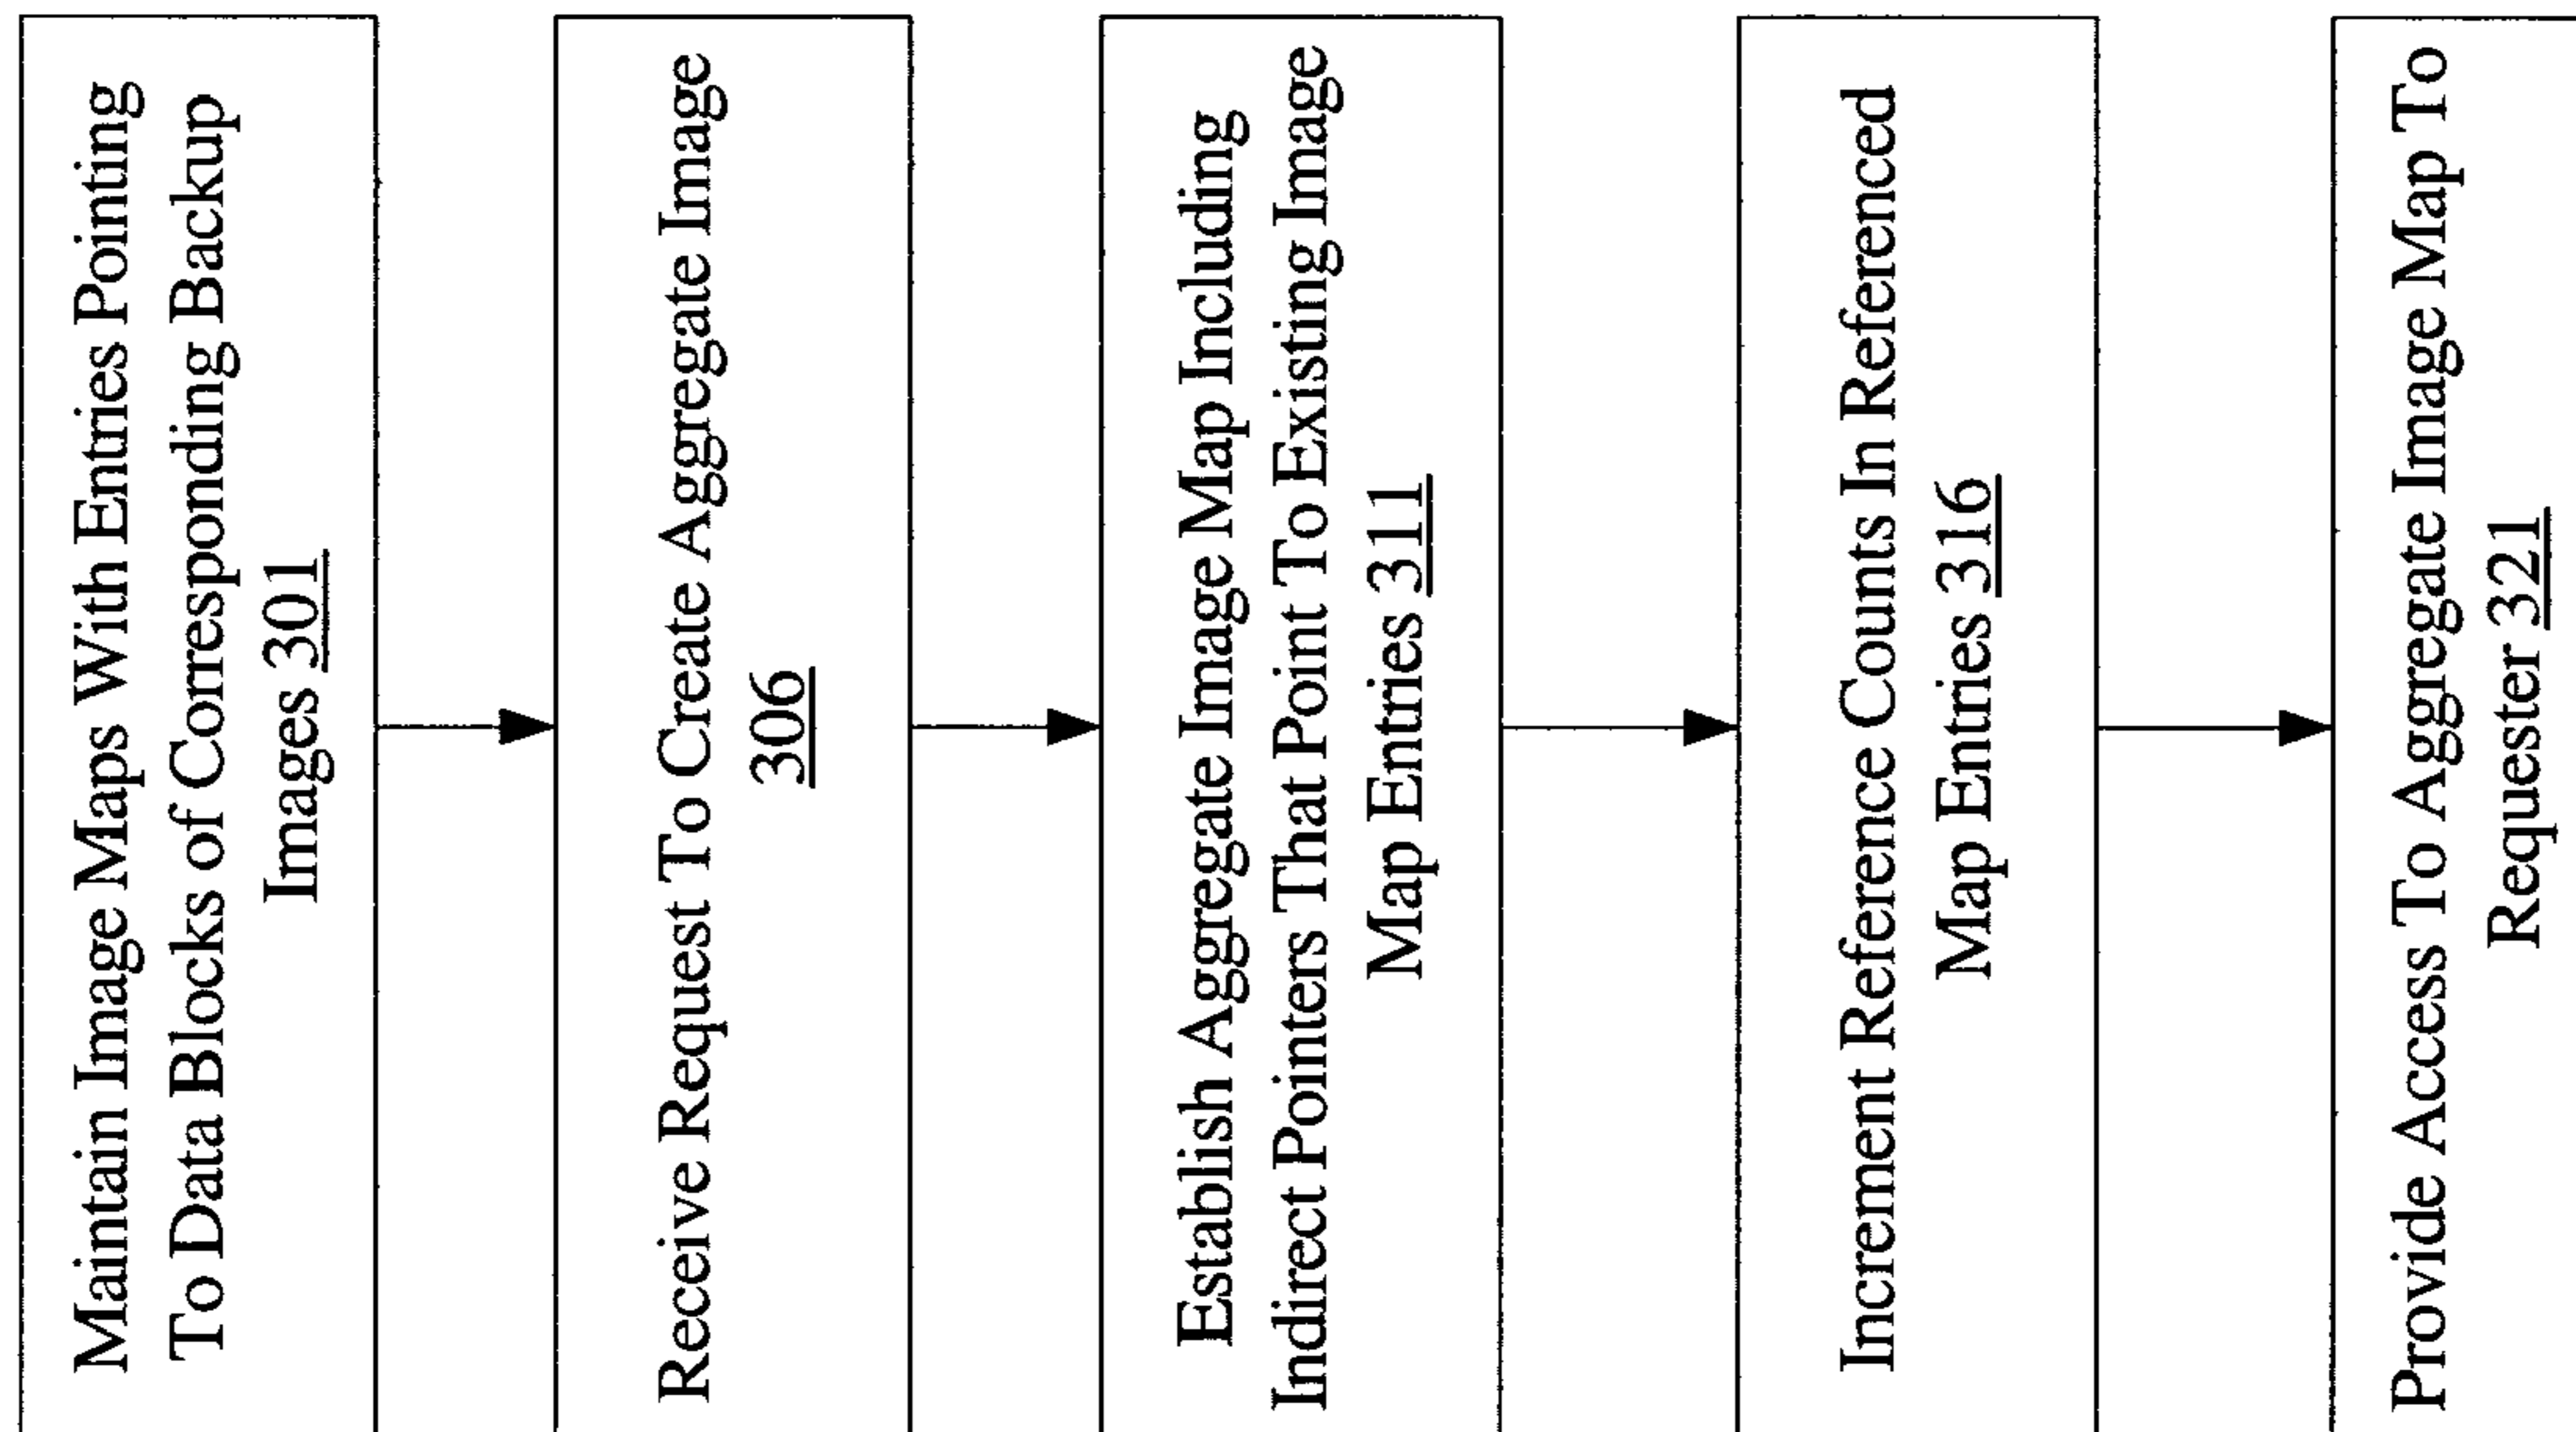 Maintain Image Maps With Entries Pointing
To Data Blocks of Corresponding Backup
Images 301
Receive Request To Create Aggregate Image
306
Establish Aggregate Image Map Including
Indirect Pointers That Point To Existing Image
Map Entries 311
Increment Reference Counts In Referenced
Map Entries 316
Provide Access To Aggregate Image Map To
Requester 321